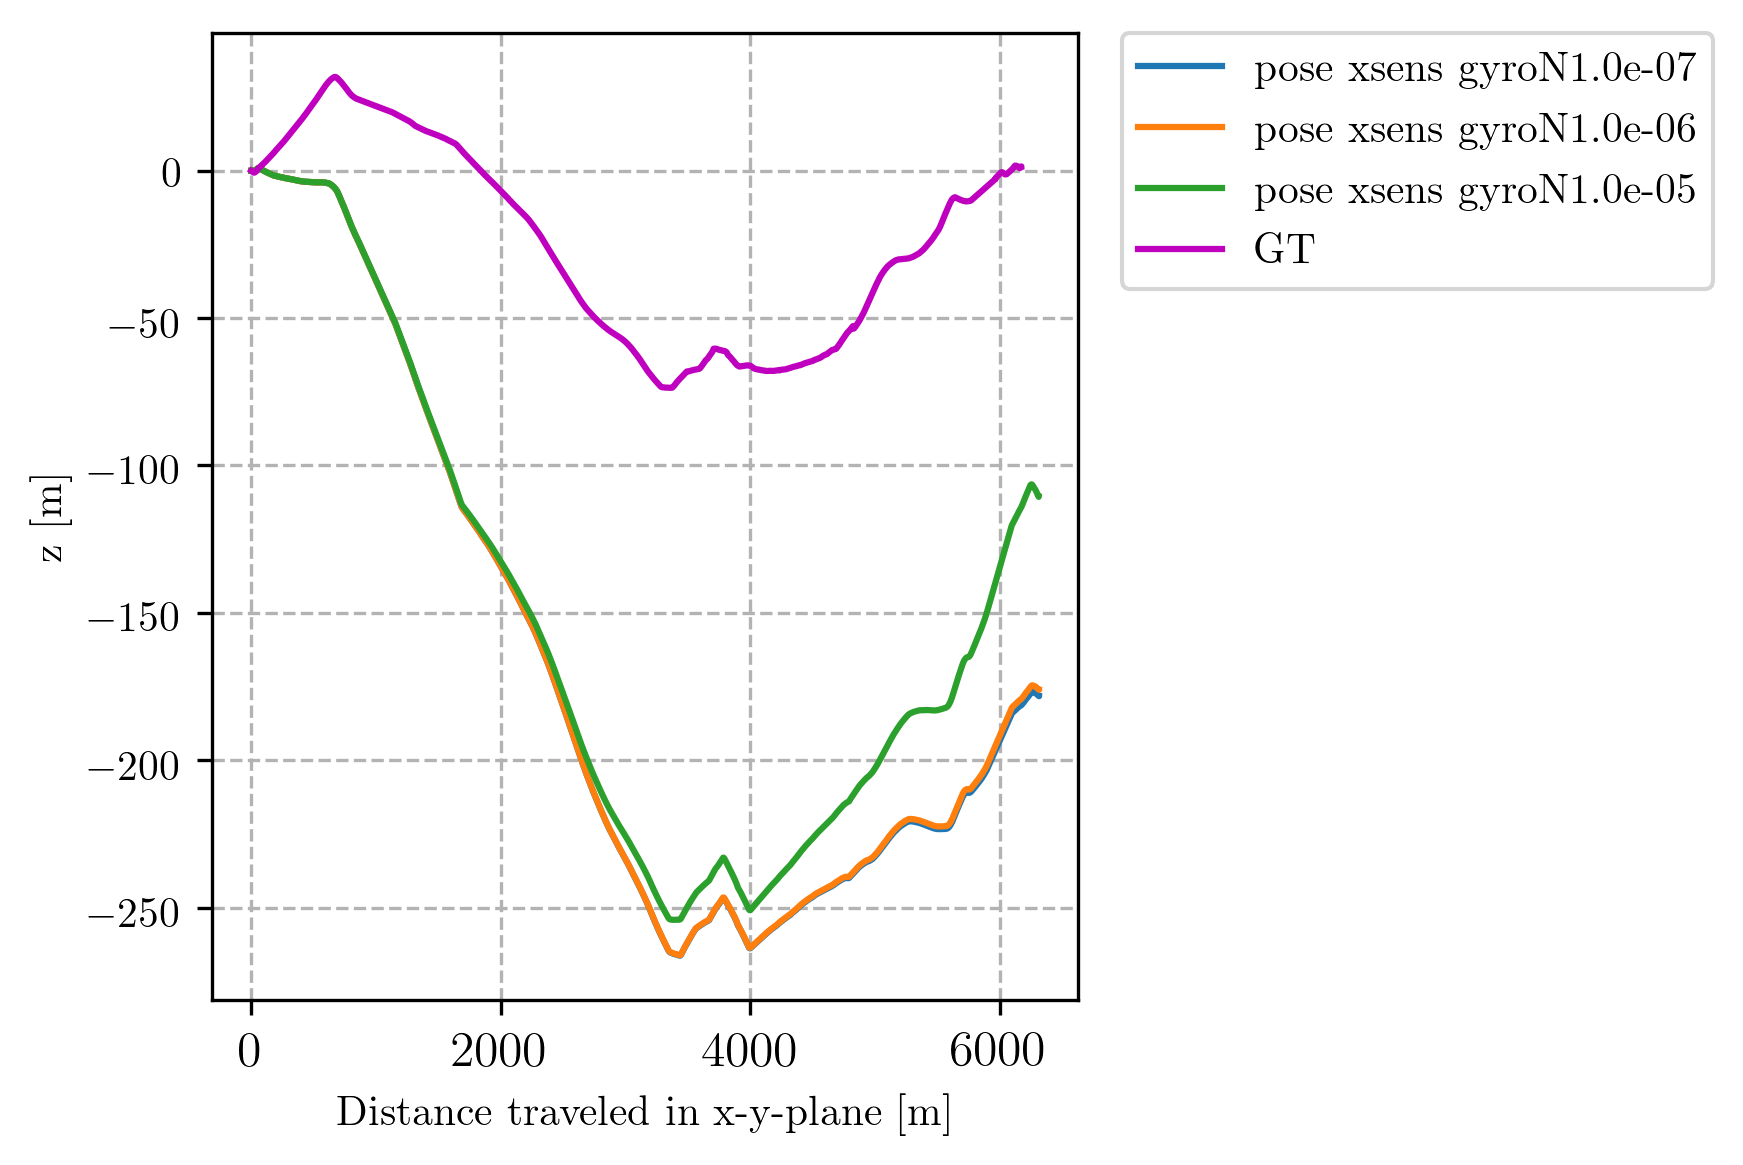 pose xsens gyroN1.0e-07
pose xsens gyroN1.0e-06
pose xsens gyroN1.0e-05
GT
0
−50
−100
−150
−200
−250
z [m]
0 2000 4000 6000
Distance traveled in x-y-plane [m]